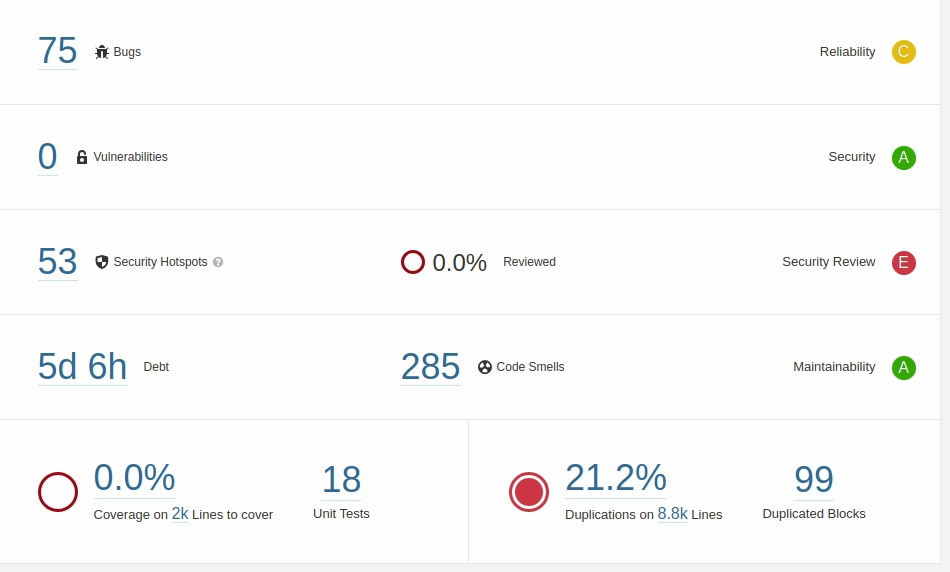 75 Bugs Reliability C
0 Vulnerabilities Security A
53 Security Hotspots ? 0.0% Reviewed Security Review E
5d 6h Debt 285 Code Smells Maintainability A
0.0% 18 21.2% 99
Coverage on 2k Lines to cover Unit Tests Duplications on 8.8k Lines Duplicated Blocks